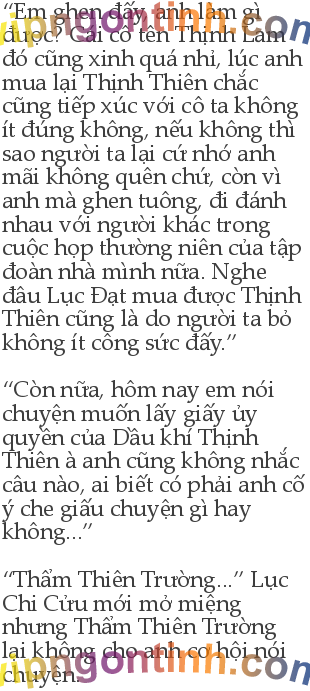 “Em ghen đấy, anh làm gì
được? Cái cô tên Thịnh Lam
đó cũng xinh quá nhỉ, lúc anh
mua lại Thịnh Thiên chắc
cũng tiếp xúc với cô ta không
ít đúng không, nếu không thì
sao người ta lại cứ nhớ anh
mãi không quên chứ, còn vì
anh mà ghen tuông, đi đánh
nhau với người khác trong
cuộc họp thường niên của tập
đoàn nhà mình nữa. Nghe
đâu Lục Đạt mua được Thịnh
Thiên cũng là do người ta bỏ
không ít công sức đấy.”
“Còn nữa, hôm nay em nói
chuyện muốn lấy giấy ủy
quyền của Dầu khí Thịnh
Thiên à anh cũng không nhắc
câu nào, ai biết có phải anh cố
ý che giấu chuyện gì hay
không...”
“Thẩm Thiên Trường...” Lục
Chi Cửu mới mở miệng
nhưng Thẩm Thiên Trường
lại không cho anh cơ hội nói
chuyện.
vipngontinh.com
vipngontinh.com